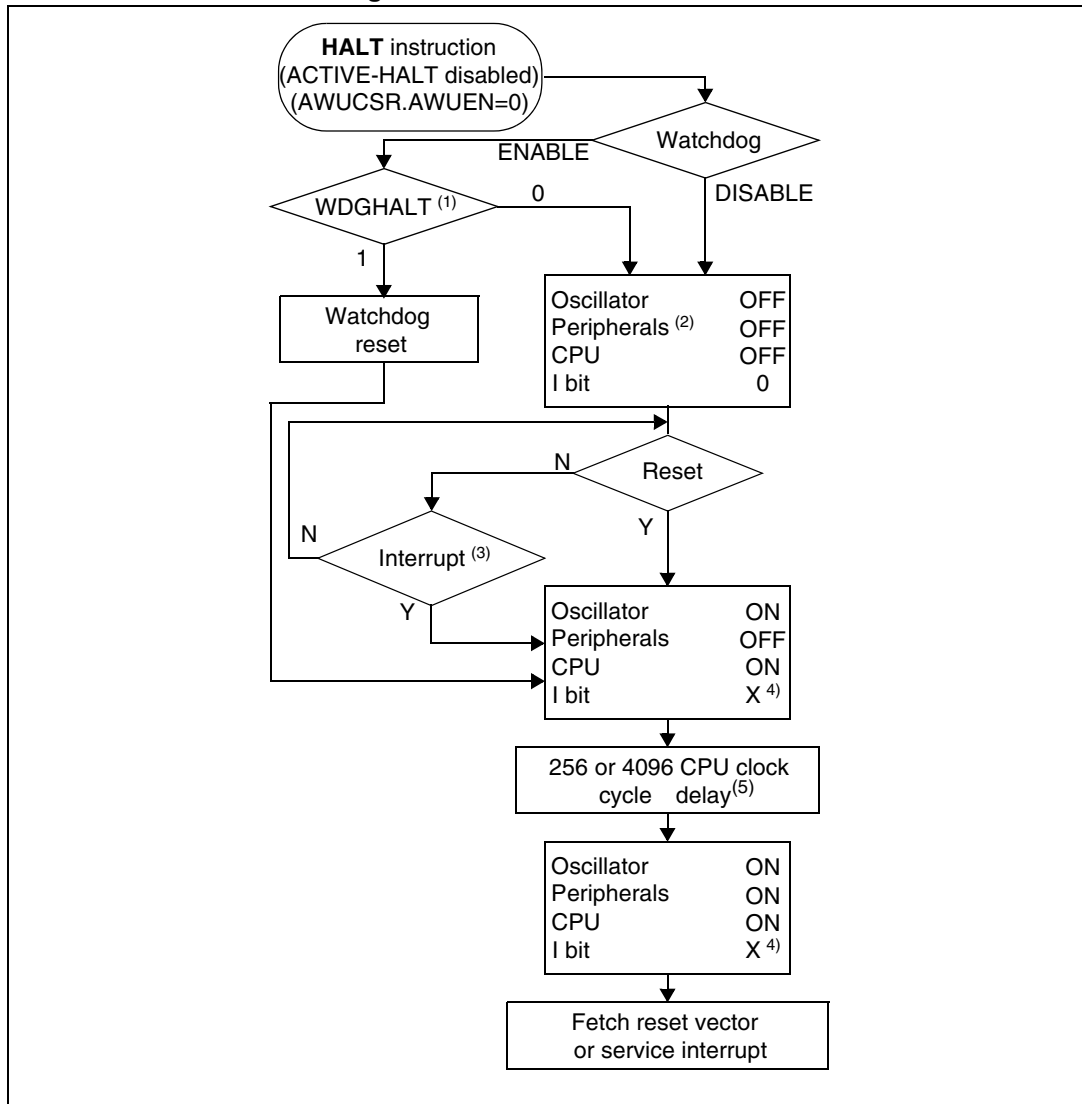 HALT instruction
(ACTIVE-HALT disabled)
(AWUCSR.AWUEN=0)
Watchdog
ENABLE
DISABLE
WDGHALT (1)
0
1
Watchdog
reset
Oscillator OFF
Peripherals (2) OFF
CPU OFF
I bit 0
Reset
N
Y
Interrupt (3)
N
Y
Oscillator ON
Peripherals OFF
CPU ON
I bit X 4)
256 or 4096 CPU clock
cycle delay(5)
Oscillator ON
Peripherals ON
CPU ON
I bit X 4)
Fetch reset vector
or service interrupt